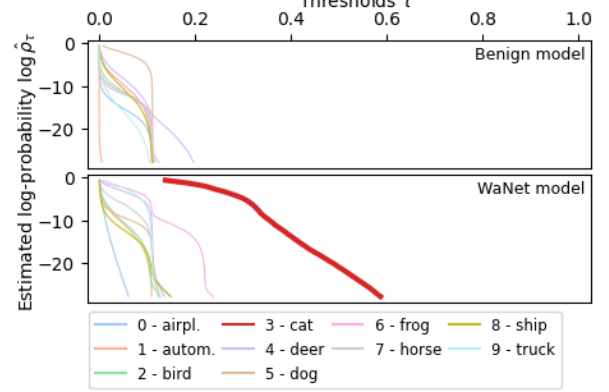 Thresholds τ
0.0 0.2 0.4 0.6 0.8 1.0
Estimated log-probability log ρ̂τ
0
−10
−20
Benign model
0
−10
−20
WaNet model
0 - airpl. 3 - cat 6 - frog 8 - ship
1 - autom. 4 - deer 7 - horse 9 - truck
2 - bird 5 - dog